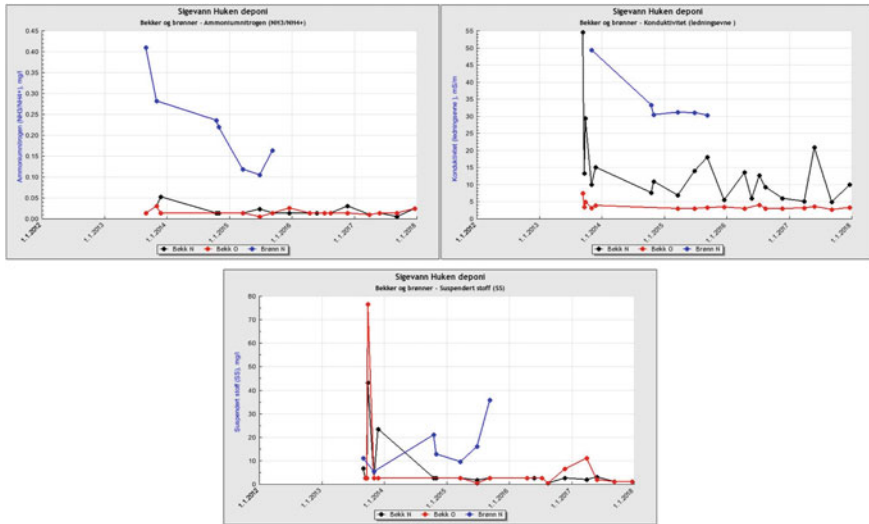 Sigevann Huken deponi
Bekker og brønner - Ammoniumnitrogen (NH3/NH4+)
Ammoniumnitrogen (NH3/NH4+), mg/l
0.45
0.40
0.35
0.30
0.25
0.20
0.15
0.10
0.05
0.00
1.1.2012
1.1.2013
1.1.2014
1.1.2015
1.1.2016
1.1.2017
1.1.2018
Bekk N
Bekk O
Brønn N
Sigevann Huken deponi
Bekker og brønner - Konduktivitet (ledningsevne )
Konduktivitet (ledningsevne ), mS/m
55
50
45
40
35
30
25
20
15
10
5
0
1.1.2012
1.1.2013
1.1.2014
1.1.2015
1.1.2016
1.1.2017
1.1.2018
Bekk N
Bekk O
Brønn N
Sigevann Huken deponi
Bekker og brønner - Suspendert stoff (SS)
Suspendert stoff (SS), mg/l
80
70
60
50
40
30
20
10
0
1.1.2012
1.1.2013
1.1.2014
1.1.2015
1.1.2016
1.1.2017
1.1.2018
Bekk N
Bekk O
Brønn N